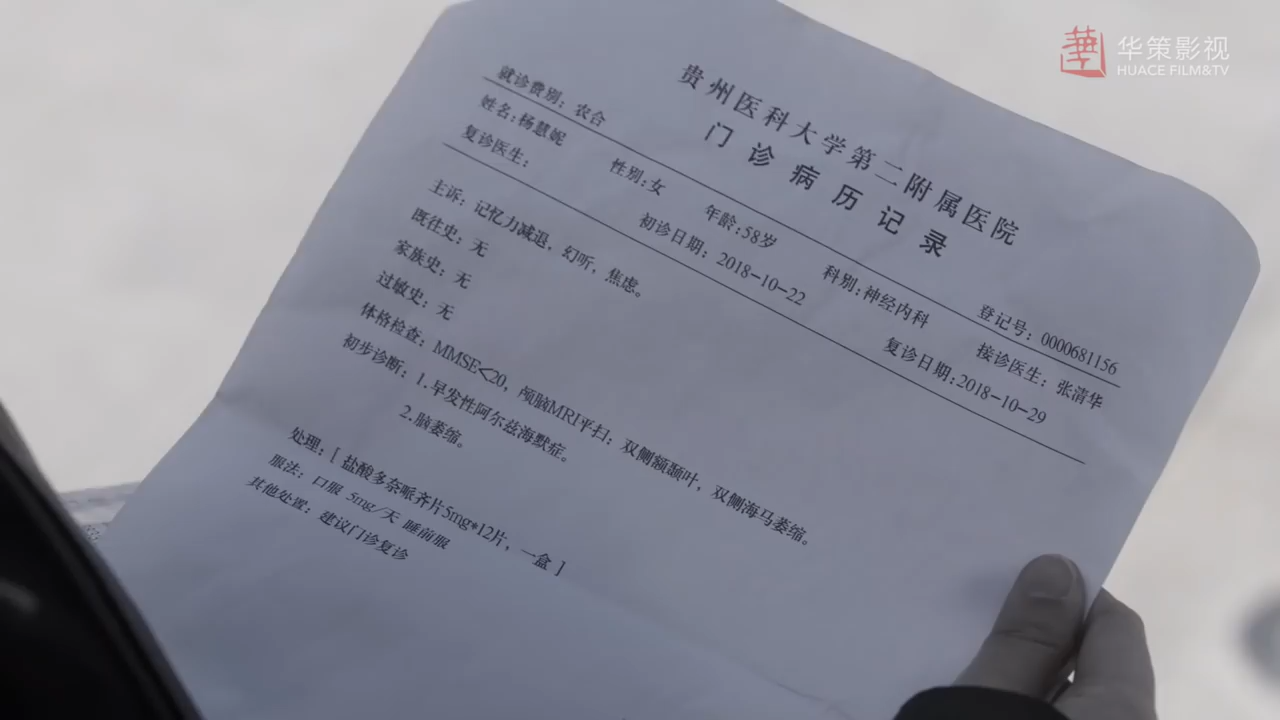 华策影视
HUACE FILM&TV
贵州医科大学第二附属医院
门诊病历记录
就诊费别：农合 登记号：0000681156
姓名：杨慧妮 性别：女 年龄：58岁 科别：神经内科 接诊医生：张清华
复诊医生： 初诊日期：2018-10-22 复诊日期：2018-10-29
主诉：记忆力减退，幻听，焦虑。
既往史：无
家族史：无
过敏史：无
体格检查：MMSE<20，颅脑MRI平扫：双侧额颞叶，双侧海马萎缩。
初步诊断：1.早发性阿尔兹海默症。
2.脑萎缩。
处理：[ 盐酸多奈哌齐片5mg*12片，一盒 ]
服法：口服 5mg/天 睡前服
其他处置：建议门诊复诊